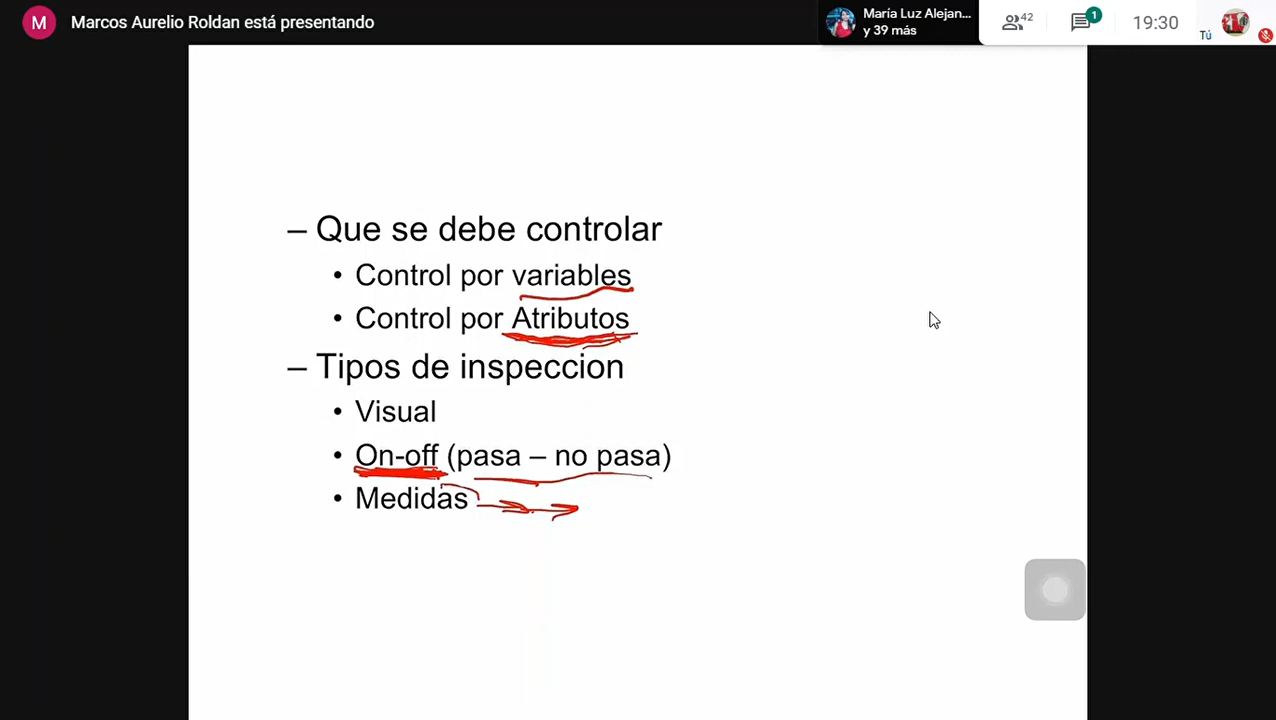 M Marcos Aurelio Roldan está presentando
María Luz Alejan...
y 39 más
42
1
19:30
Tú
– Que se debe controlar
• Control por variables
• Control por Atributos
– Tipos de inspeccion
• Visual
• On-off (pasa – no pasa)
• Medidas